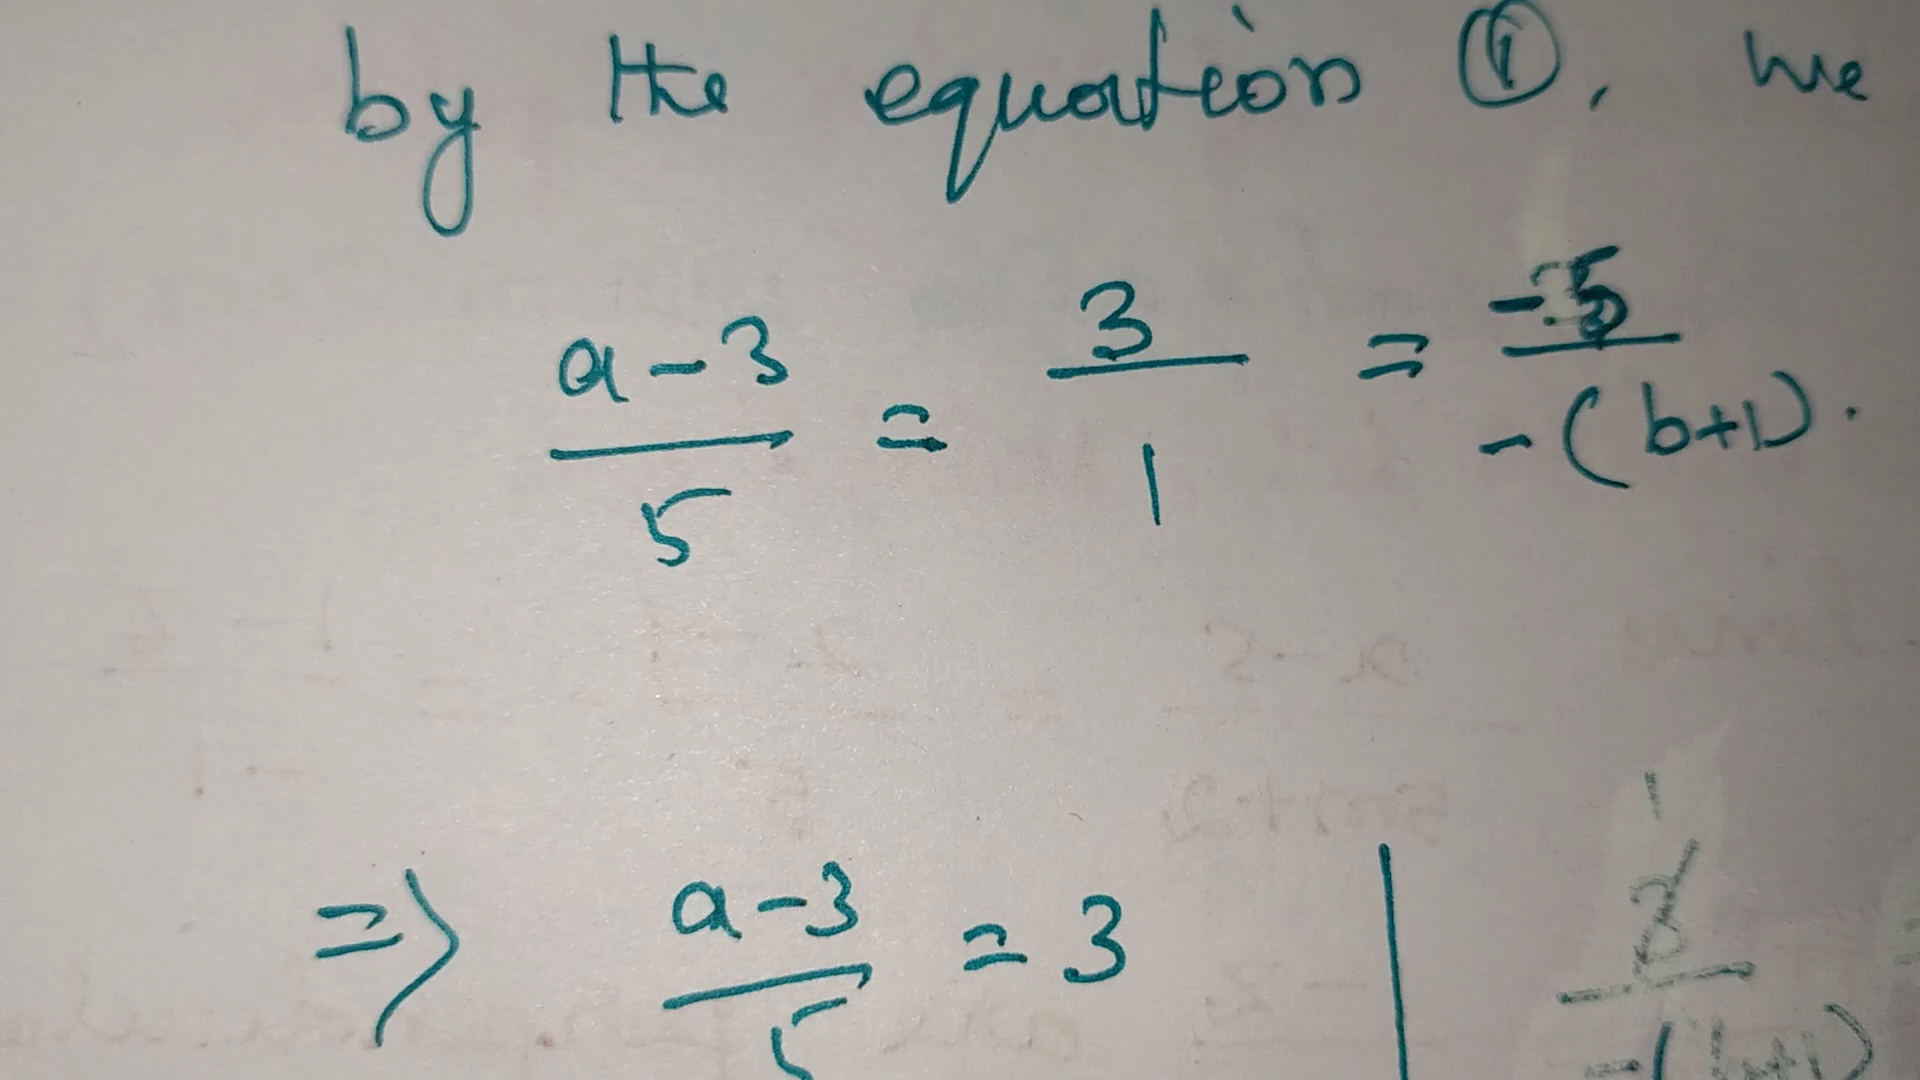 by the equation ①, we
a-3/5 = 3/1 = -5/-(b+1).
=> a-3/5 = 3 |